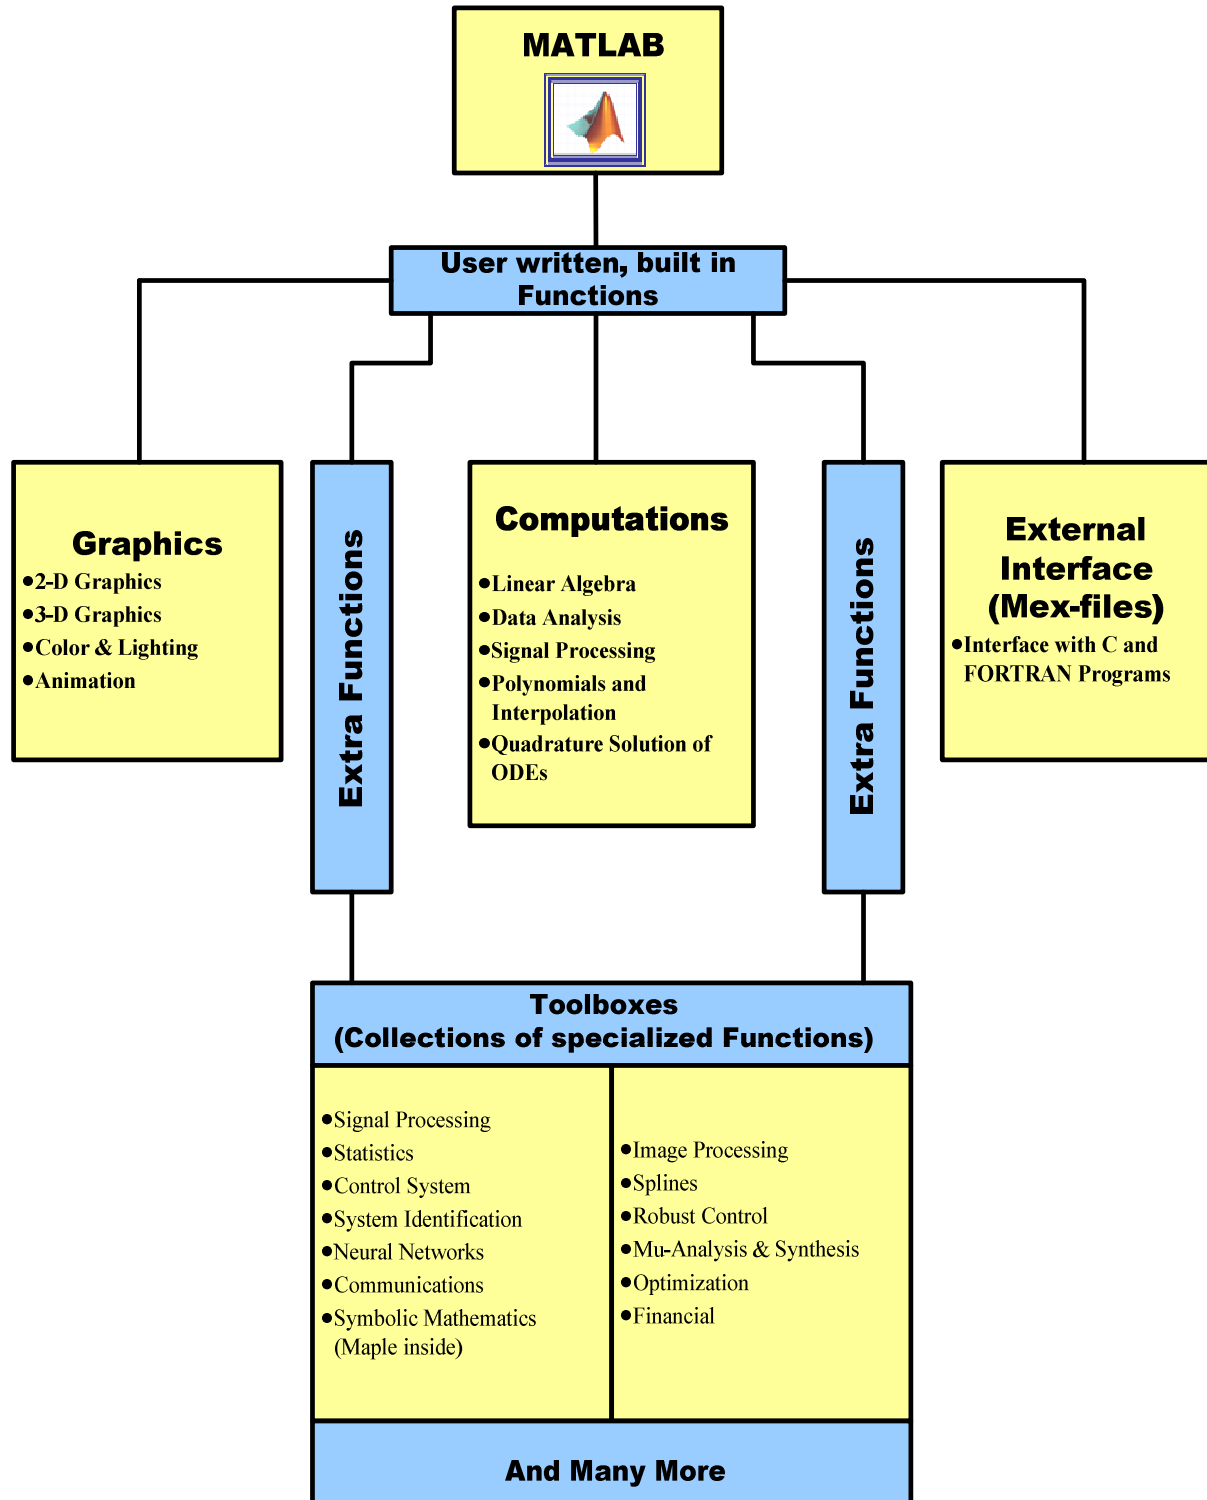 MATLAB
User written, built in
Functions
Graphics
●2-D Graphics
●3-D Graphics
●Color & Lighting
●Animation
Extra Functions
Computations
●Linear Algebra
●Data Analysis
●Signal Processing
●Polynomials and
Interpolation
●Quadrature Solution of
ODEs
Extra Functions
External
Interface
(Mex-files)
●Interface with C and
FORTRAN Programs
Toolboxes
(Collections of specialized Functions)
●Signal Processing
●Statistics
●Control System
●System Identification
●Neural Networks
●Communications
●Symbolic Mathematics
(Maple inside)
●Image Processing
●Splines
●Robust Control
●Mu-Analysis & Synthesis
●Optimization
●Financial
And Many More